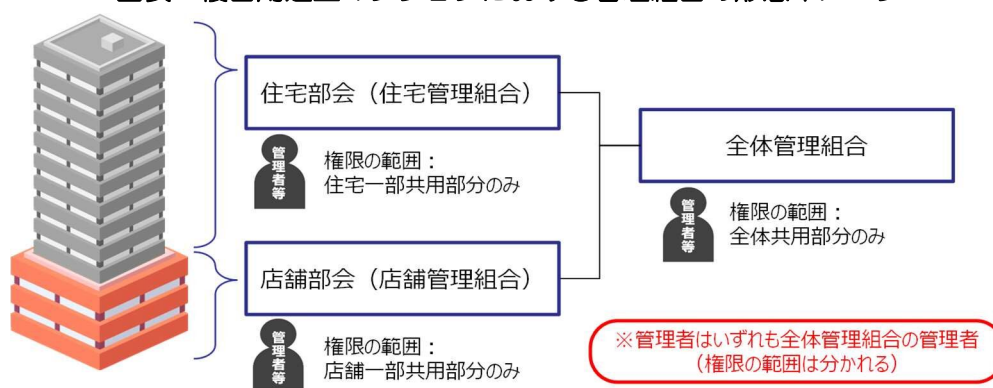 住宅部会（住宅管理組合）
管理者等
権限の範囲：
住宅一部共用部分のみ
全体管理組合
管理者等
権限の範囲：
全体共用部分のみ
店舗部会（店舗管理組合）
管理者等
権限の範囲：
店舗一部共用部分のみ
※管理者はいずれも全体管理組合の管理者
（権限の範囲は分かれる）